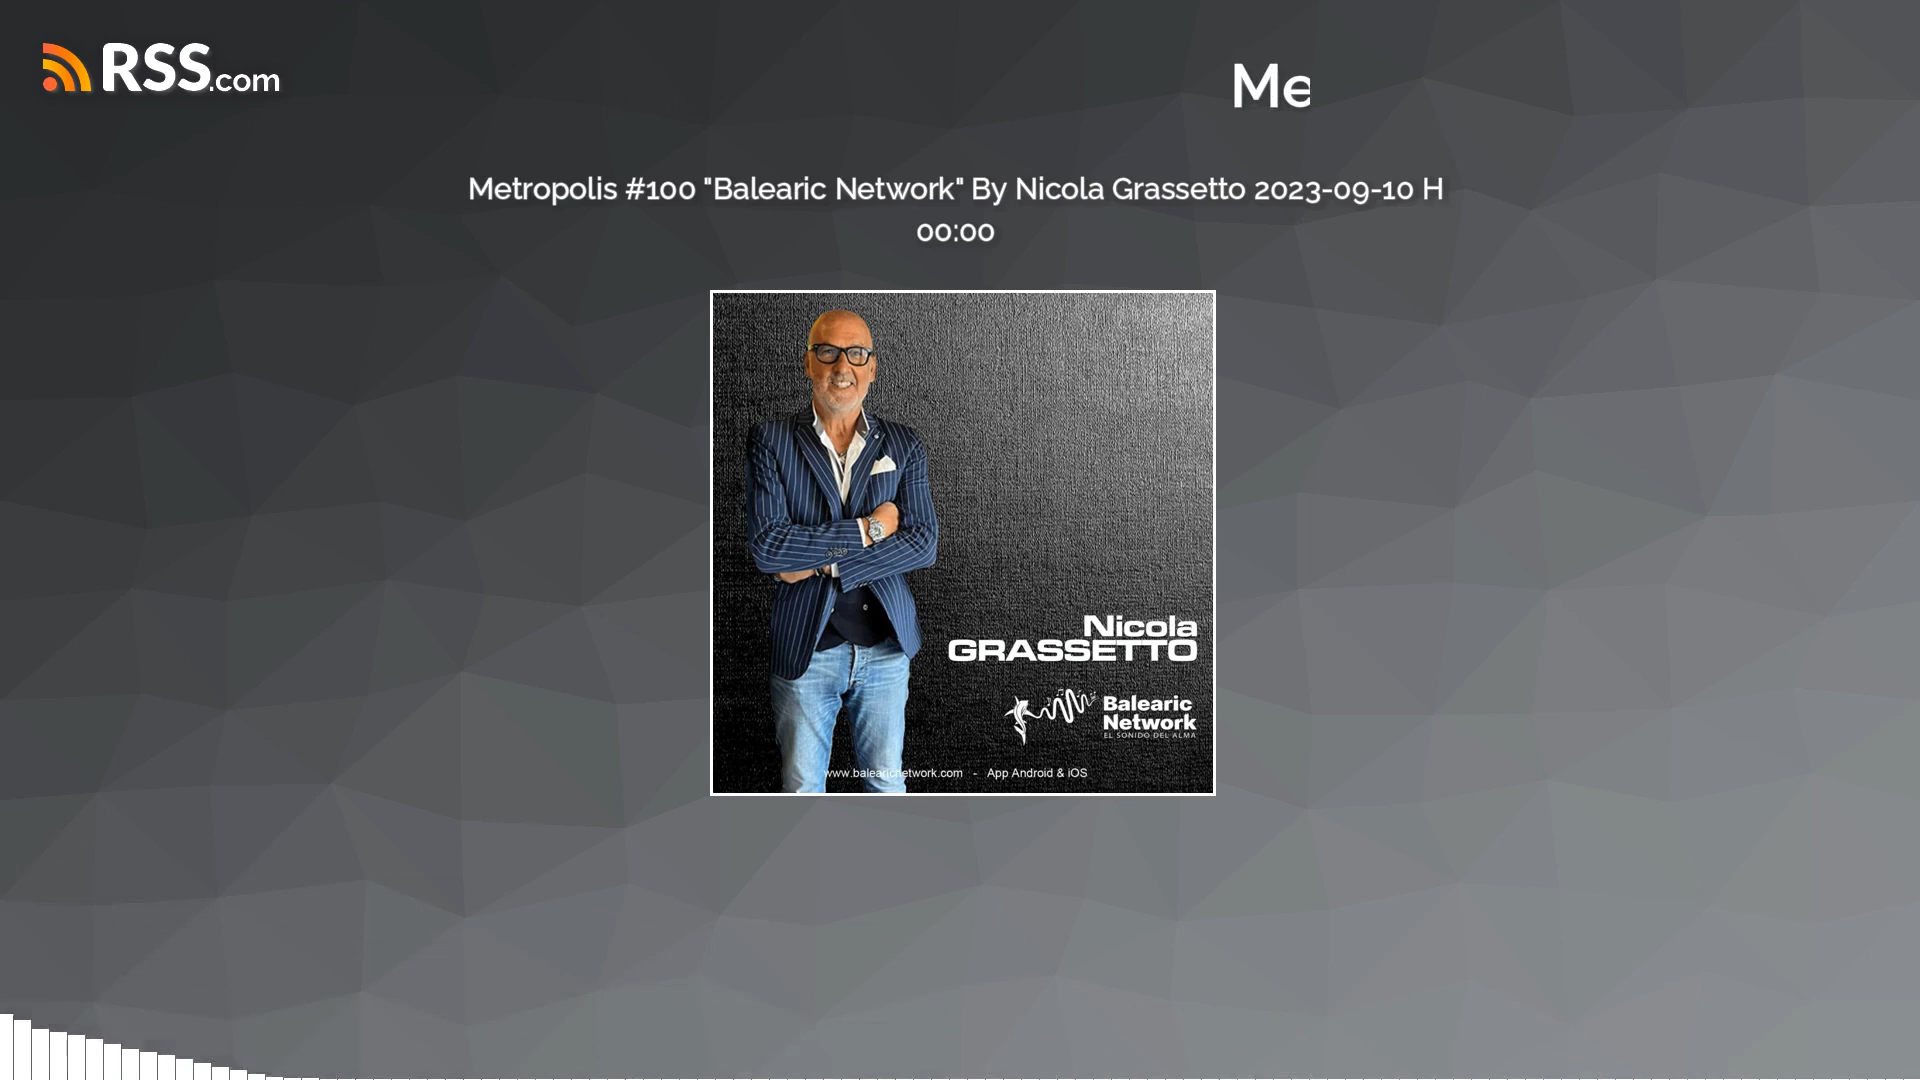 RSS.com
Me
Metropolis #100 "Balearic Network" By Nicola Grassetto 2023-09-10 H
00:00
Nicola
GRASSETTO
Balearic
Network
EL SONIDO DEL ALMA
www.balearicnetwork.com - App Android & iOS